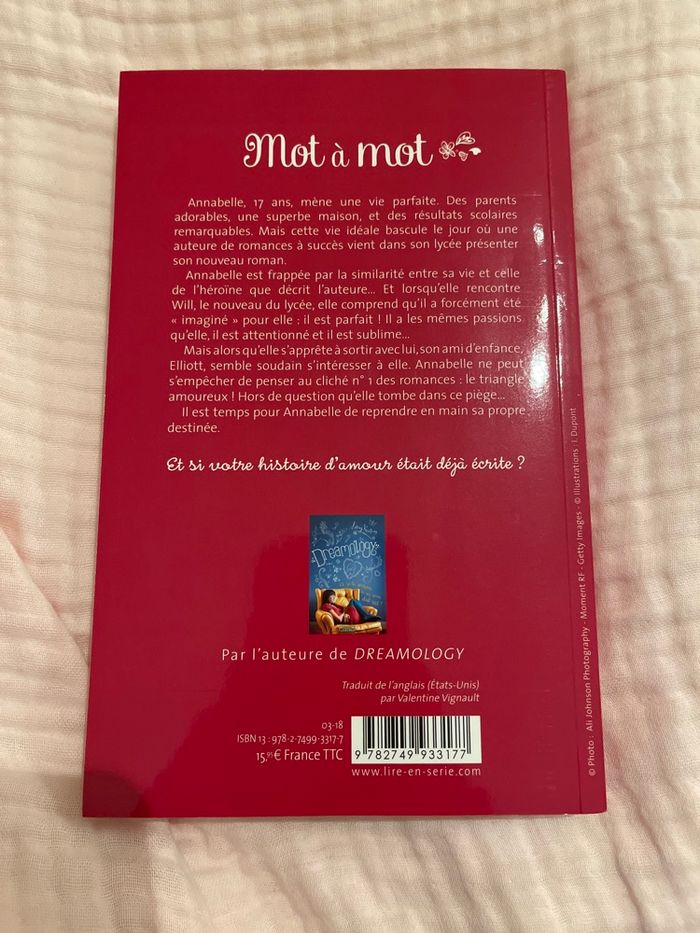 Mot à mot
Annabelle, 17 ans, mène une vie parfaite. Des parents
adorables, une superbe maison, et des résultats scolaires
remarquables. Mais cette vie idéale bascule le jour où une
auteure de romances à succès vient dans son lycée présenter
son nouveau roman.
Annabelle est frappée par la similarité entre sa vie et celle
de l'héroïne que décrit l'auteure... Et lorsqu'elle rencontre
Will, le nouveau du lycée, elle comprend qu'il a forcément été
« imaginé » pour elle : il est parfait ! Il a les mêmes passions
qu'elle, il est attentionné et il est sublime...
Mais alors qu'elle s'apprête à sortir avec lui, son ami d'enfance,
Elliott, semble soudain s'intéresser à elle. Annabelle ne peut
s'empêcher de penser au cliché n° 1 des romances : le triangle
amoureux ! Hors de question qu'elle tombe dans ce piège...
Il est temps pour Annabelle de reprendre en main sa propre
destinée.
Et si votre histoire d'amour était déjà écrite ?
Dreamology
Par l'auteure de DREAMOLOGY
Traduit de l'anglais (États-Unis)
par Valentine Vignault
03-18
ISBN 13 : 978-2-7499-3317-7
15,95 € France TTC
9 782749 933177
www.lire-en-serie.com
© Photo : Ali Johnson Photography - Moment RF - Getty Images - © Illustrations : I. Dupont